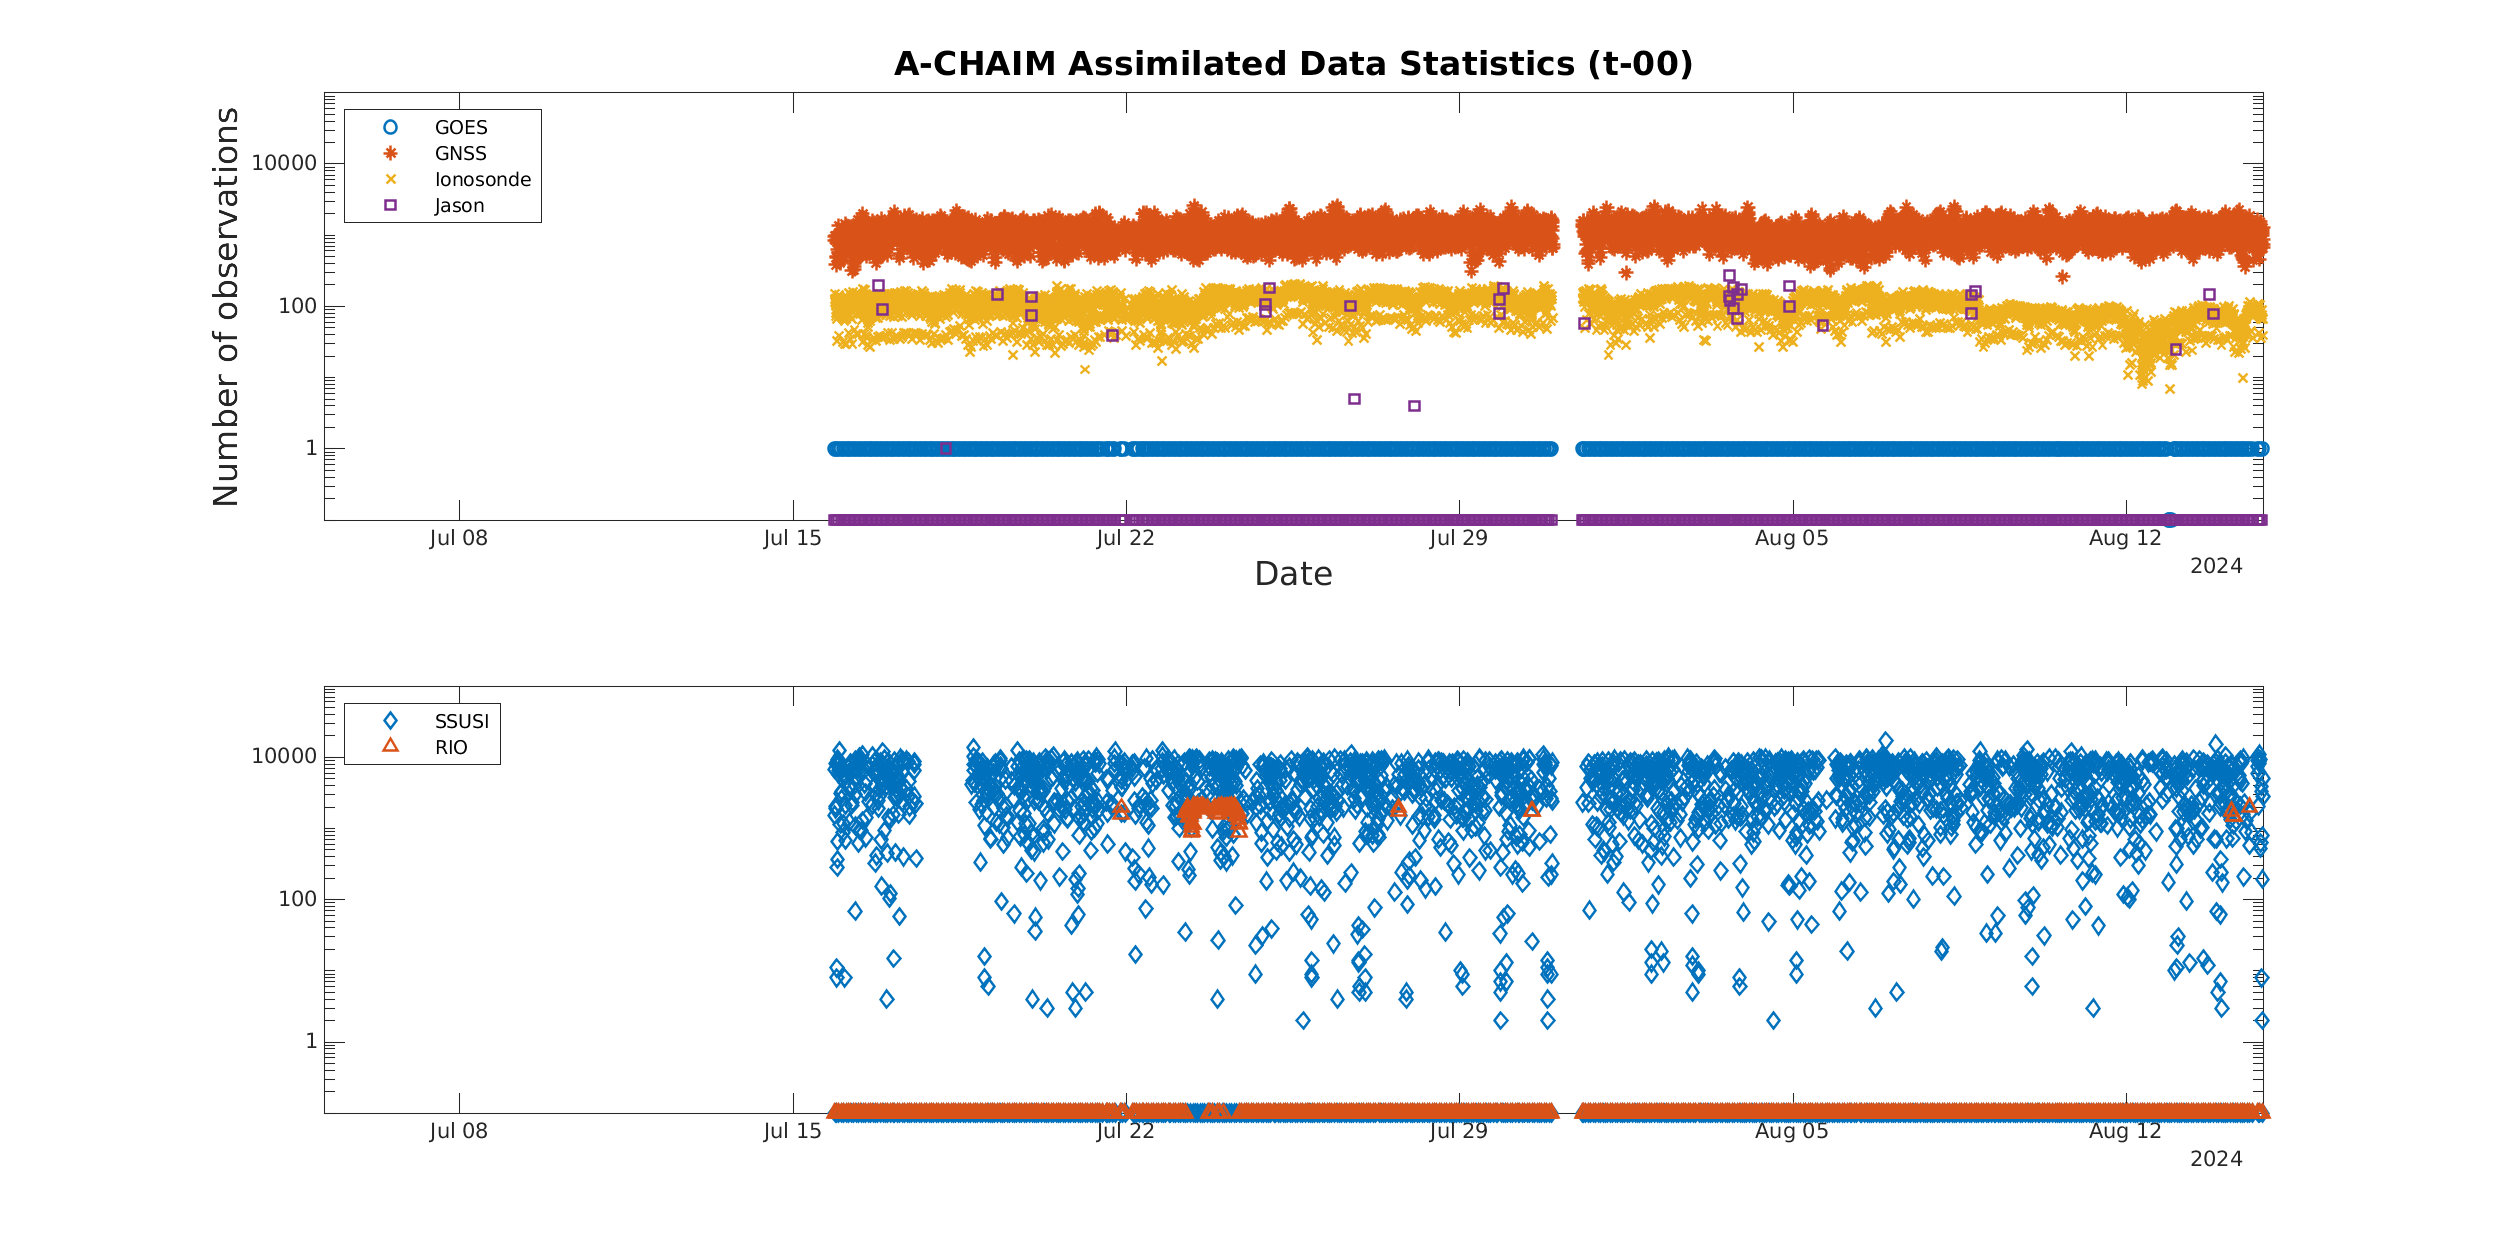 A-CHAIM Assimilated Data Statistics (t-00)
Number of observations
10000
100
1
GOES
GNSS
Ionosonde
Jason
Jul 08
Jul 15
Jul 22
Jul 29
Aug 05
Aug 12
2024
Date
10000
100
1
SSUSI
RIO
Jul 08
Jul 15
Jul 22
Jul 29
Aug 05
Aug 12
2024